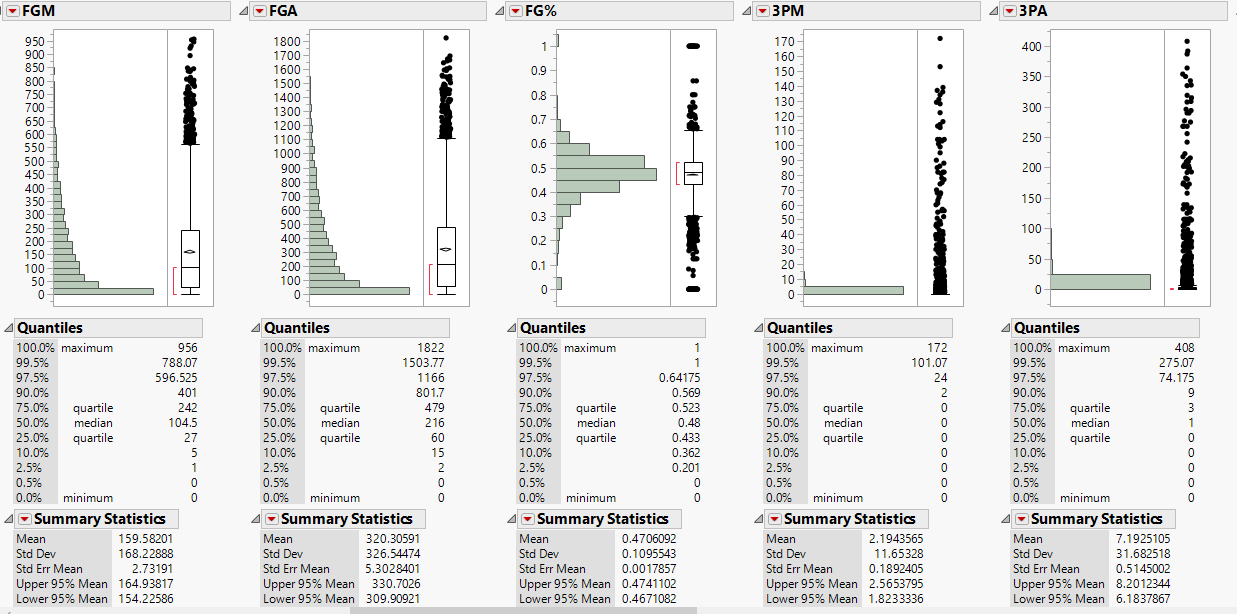 FGM
950
900
850
800
750
700
650
600
550
500
450
400
350
300
250
200
150
100
50
0
Quantiles
100.0% maximum 956
99.5% 788.07
97.5% 596.525
90.0% 401
75.0% quartile 242
50.0% median 104.5
25.0% quartile 27
10.0% 5
2.5% 1
0.5% 0
0.0% minimum 0
Summary Statistics
Mean 159.58201
Std Dev 168.22888
Std Err Mean 2.73191
Upper 95% Mean 164.93817
Lower 95% Mean 154.22586
FGA
1800
1700
1600
1500
1400
1300
1200
1100
1000
900
800
700
600
500
400
300
200
100
0
Quantiles
100.0% maximum 1822
99.5% 1503.77
97.5% 1166
90.0% 801.7
75.0% quartile 479
50.0% median 216
25.0% quartile 60
10.0% 15
2.5% 2
0.5% 0
0.0% minimum 0
Summary Statistics
Mean 320.30591
Std Dev 326.54474
Std Err Mean 5.3028401
Upper 95% Mean 330.7026
Lower 95% Mean 309.90921
FG%
1
0.9
0.8
0.7
0.6
0.5
0.4
0.3
0.2
0.1
0
Quantiles
100.0% maximum 1
99.5% 1
97.5% 0.64175
90.0% 0.569
75.0% quartile 0.523
50.0% median 0.48
25.0% quartile 0.433
10.0% 0.362
2.5% 0.201
0.5% 0
0.0% minimum 0
Summary Statistics
Mean 0.4706092
Std Dev 0.1095543
Std Err Mean 0.0017857
Upper 95% Mean 0.4741102
Lower 95% Mean 0.4671082
3PM
170
160
150
140
130
120
110
100
90
80
70
60
50
40
30
20
10
0
Quantiles
100.0% maximum 172
99.5% 101.07
97.5% 24
90.0% 2
75.0% quartile 0
50.0% median 0
25.0% quartile 0
10.0% 0
2.5% 0
0.5% 0
0.0% minimum 0
Summary Statistics
Mean 2.1943565
Std Dev 11.65328
Std Err Mean 0.1892405
Upper 95% Mean 2.5653795
Lower 95% Mean 1.8233336
3PA
400
350
300
250
200
150
100
50
0
Quantiles
100.0% maximum 408
99.5% 275.07
97.5% 74.175
90.0% 9
75.0% quartile 3
50.0% median 1
25.0% quartile 0
10.0% 0
2.5% 0
0.5% 0
0.0% minimum 0
Summary Statistics
Mean 7.1925105
Std Dev 31.682518
Std Err Mean 0.5145002
Upper 95% Mean 8.2012344
Lower 95% Mean 6.1837867